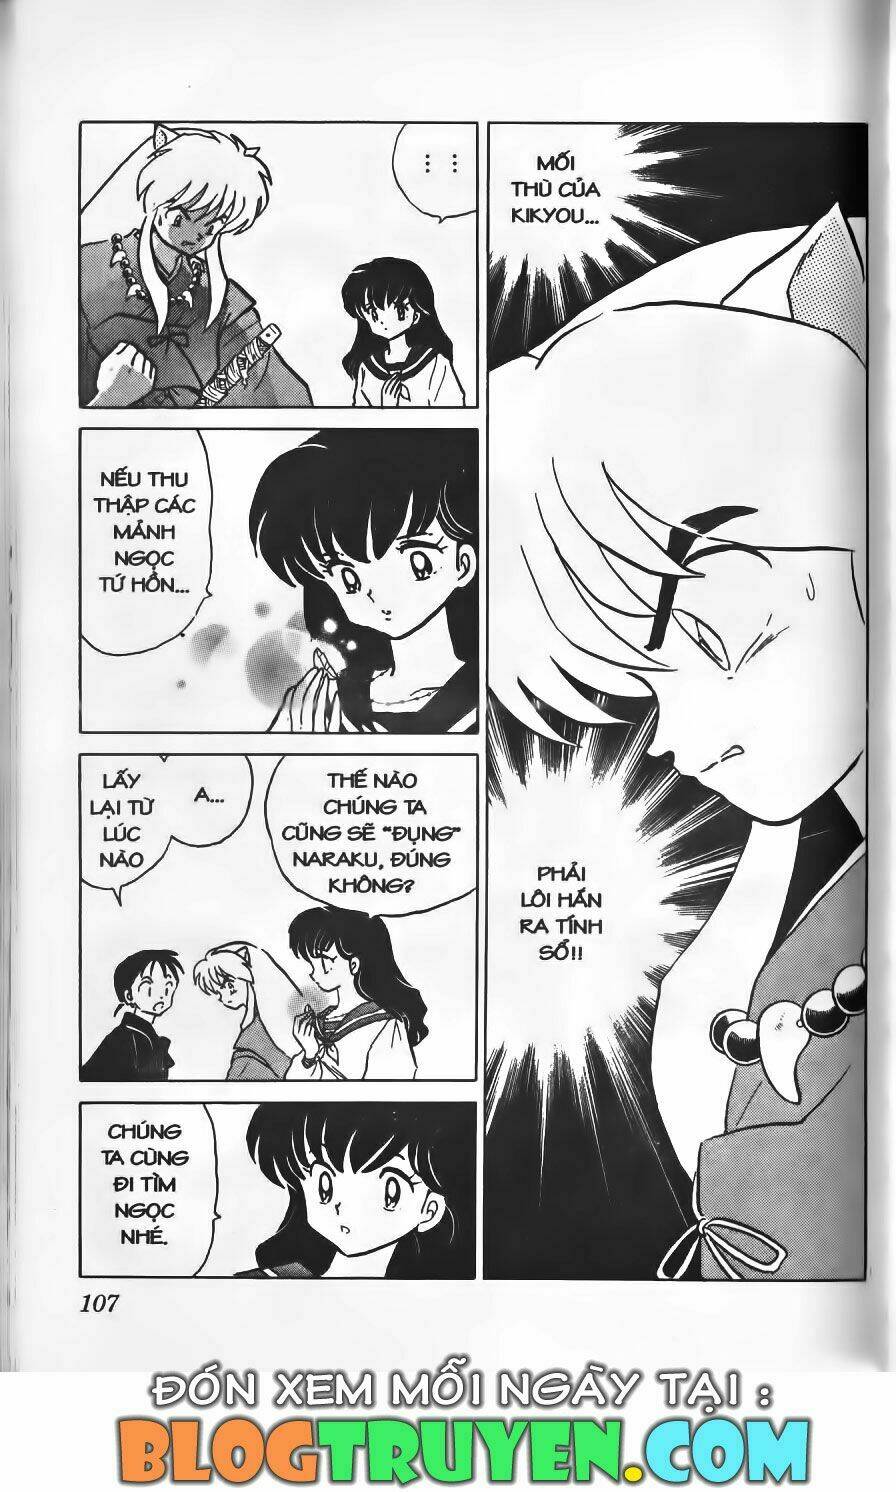 MỐI
THÙ CỦA
KIKYOU...
PHẢI
LÔI HẮN
RA TÍNH
SỔ!!
⋮ ⋮
NẾU THU
THẬP CÁC
MẢNH
NGỌC
TỨ HỒN...
THẾ NÀO
CHÚNG TA
CŨNG SẼ "ĐỤNG"
NARAKU, ĐÚNG
KHÔNG?
A...
LẤY
LẠI TỪ
LÚC
NÀO
CHÚNG
TA CÙNG
ĐI TÌM
NGỌC
NHÉ.
107
ĐÓN XEM MỖI NGÀY TẠI :
BLOGTRUYEN.COM